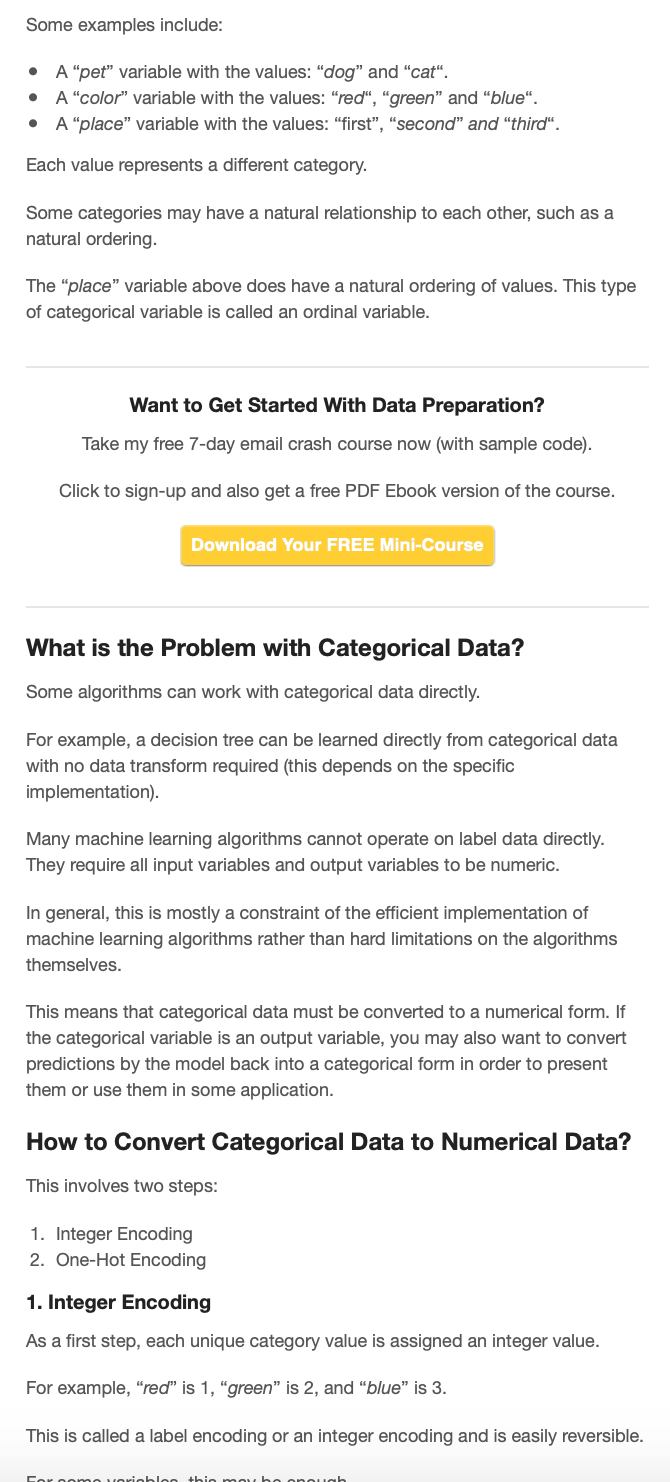 Some examples include:
• A “pet” variable with the values: “dog” and “cat“.
• A “color” variable with the values: “red“, “green” and “blue“.
• A “place” variable with the values: “first”, “second” and “third“.
Each value represents a different category.
Some categories may have a natural relationship to each other, such as a
natural ordering.
The “place” variable above does have a natural ordering of values. This type
of categorical variable is called an ordinal variable.
Want to Get Started With Data Preparation?
Take my free 7-day email crash course now (with sample code).
Click to sign-up and also get a free PDF Ebook version of the course.
Download Your FREE Mini-Course
What is the Problem with Categorical Data?
Some algorithms can work with categorical data directly.
For example, a decision tree can be learned directly from categorical data
with no data transform required (this depends on the specific
implementation).
Many machine learning algorithms cannot operate on label data directly.
They require all input variables and output variables to be numeric.
In general, this is mostly a constraint of the efficient implementation of
machine learning algorithms rather than hard limitations on the algorithms
themselves.
This means that categorical data must be converted to a numerical form. If
the categorical variable is an output variable, you may also want to convert
predictions by the model back into a categorical form in order to present
them or use them in some application.
How to Convert Categorical Data to Numerical Data?
This involves two steps:
1. Integer Encoding
2. One-Hot Encoding
1. Integer Encoding
As a first step, each unique category value is assigned an integer value.
For example, “red” is 1, “green” is 2, and “blue” is 3.
This is called a label encoding or an integer encoding and is easily reversible.
For some variables, this may be enough.